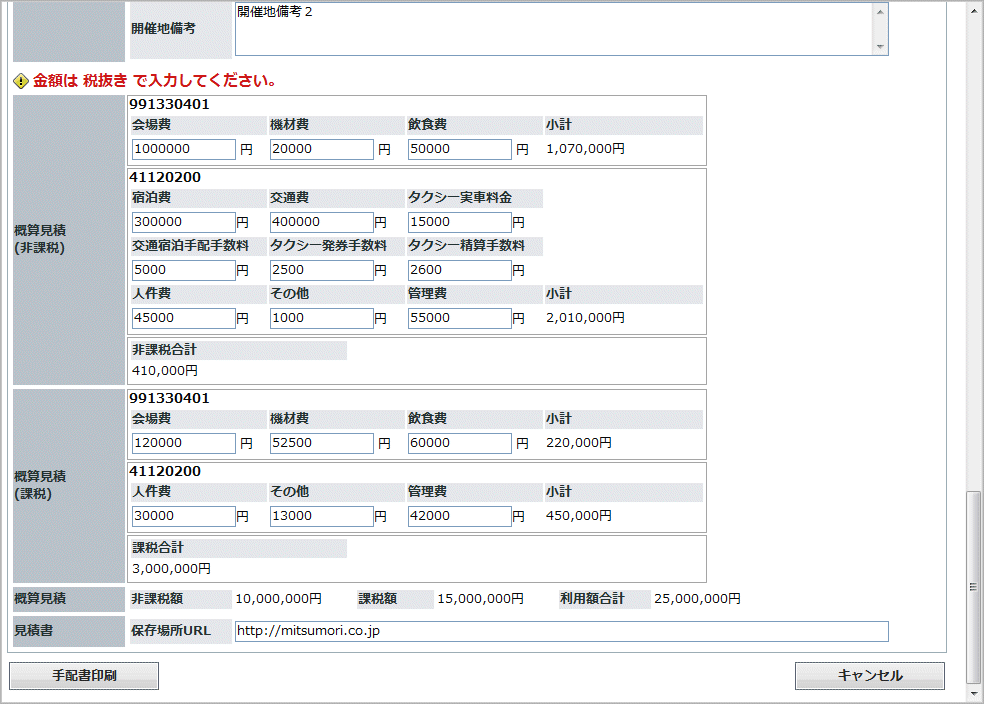 開催地備考２
開催地備考
金額は 税抜き で入力してください。
991330401
会場費 機材費 飲食費 小計
1000000 円 20000 円 50000 円 1,070,000円
41120200
宿泊費 交通費 タクシー実車料金
300000 円 400000 円 15000 円
交通宿泊手配手数料 タクシー発券手数料 タクシー精算手数料
概算見積
(非課税)
5000 円 2500 円 2600 円
人件費 その他 管理費 小計
45000 円 1000 円 55000 円 2,010,000円
非課税合計
410,000円
991330401
会場費 機材費 飲食費 小計
120000 円 52500 円 60000 円 220,000円
41120200
概算見積
(課税)
人件費 その他 管理費 小計
30000 円 13000 円 42000 円 450,000円
課税合計
3,000,000円
概算見積 非課税額 10,000,000円 課税額 15,000,000円 利用額合計 25,000,000円
見積書 保存場所URL http://mitsumori.co.jp
手配書印刷 キャンセル